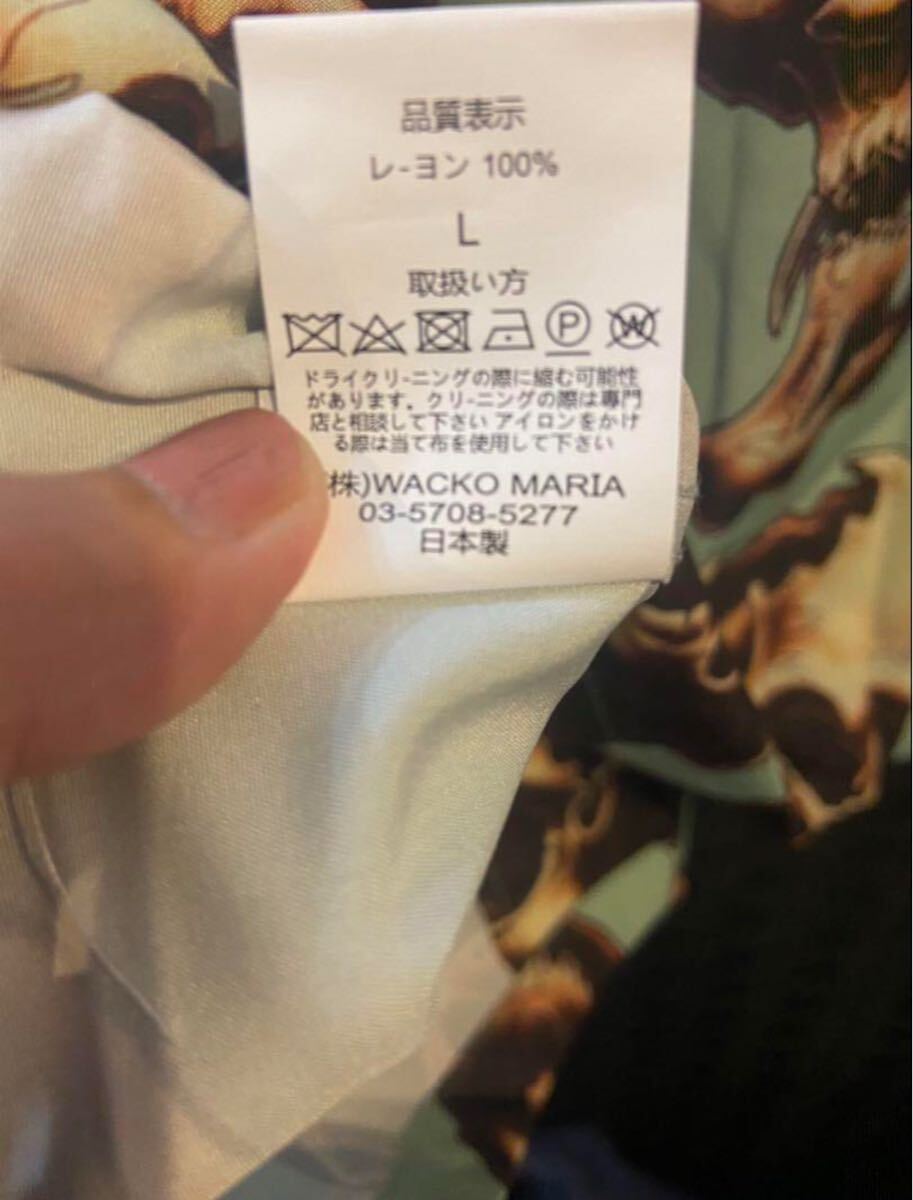 品質表示
レ-ヨン 100%
L
取扱い方
P W
ドライクリ-ニングの際に縮む可能性
があります。クリ-ニングの際は専門
店と相談して下さい アイロンをかけ
る際は当て布を使用して下さい
株)WACKO MARIA
03-5708-5277
日本製